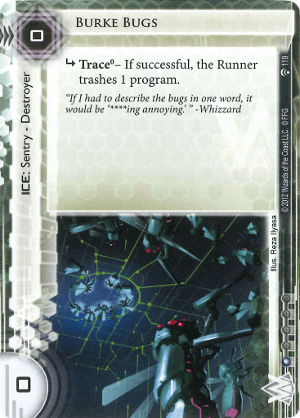 BURKE BUGS
0
↳ Trace⁰– If successful, the Runner
trashes 1 program.
"If I had to describe the bugs in one word, it
would be '****ing annoying.' " -Whizzard
ICE: Sentry - Destroyer
119
© 2012 Wizards of the Coast LLC. © FFG
Illus. Reza Ilyasa
0